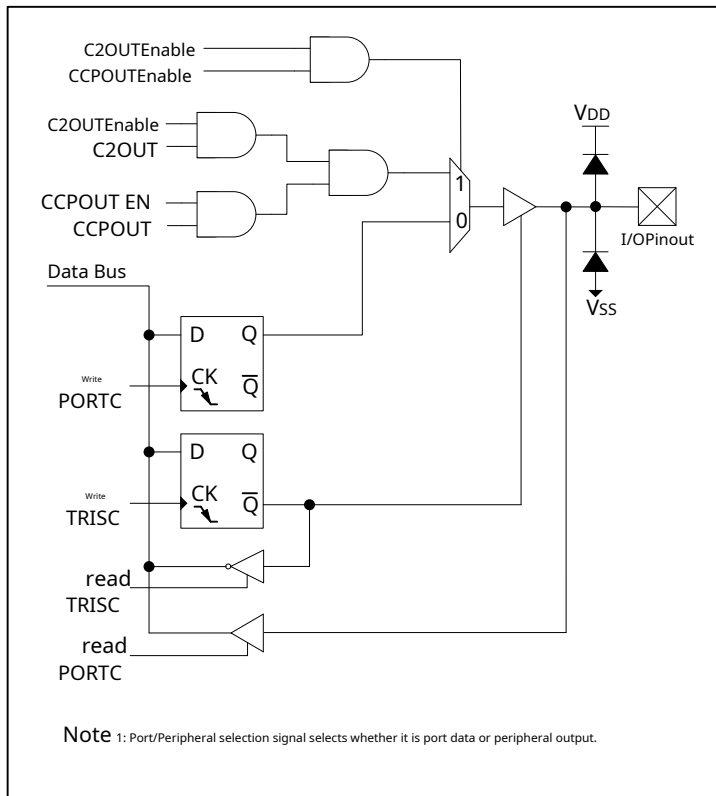 C2OUTEnable
CCPOUTEnable
C2OUTEnable
C2OUT
CCPOUT EN
CCPOUT
1
0
VDD
I/OPinout
VSS
Data Bus
D Q
CK Q̅
Write
PORTC
D Q
CK Q̅
Write
TRISC
read
TRISC
read
PORTC
Note 1: Port/Peripheral selection signal selects whether it is port data or peripheral output.